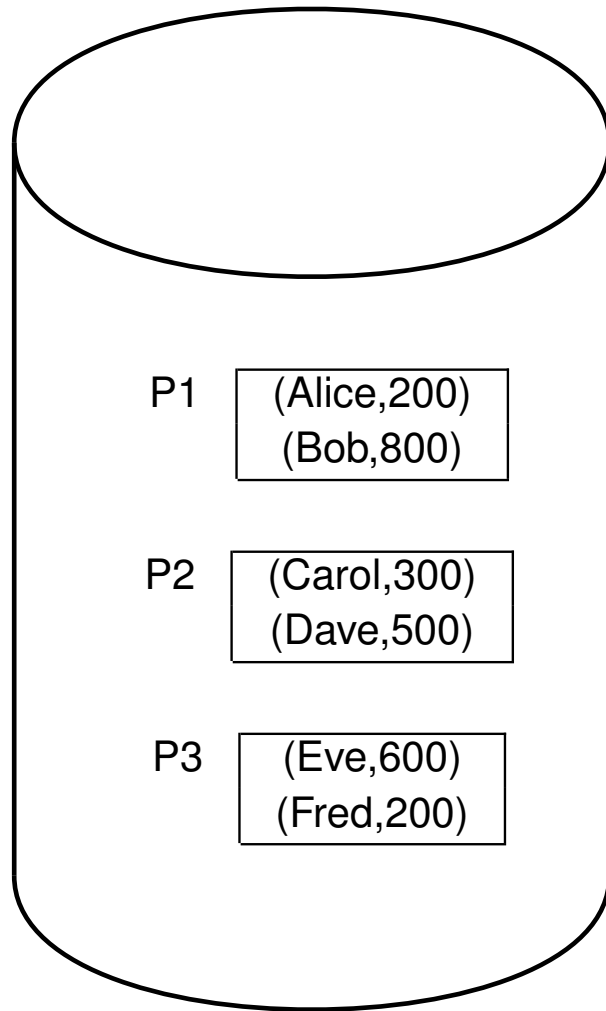 P1 (Alice,200)
(Bob,800)
P2 (Carol,300)
(Dave,500)
P3 (Eve,600)
(Fred,200)